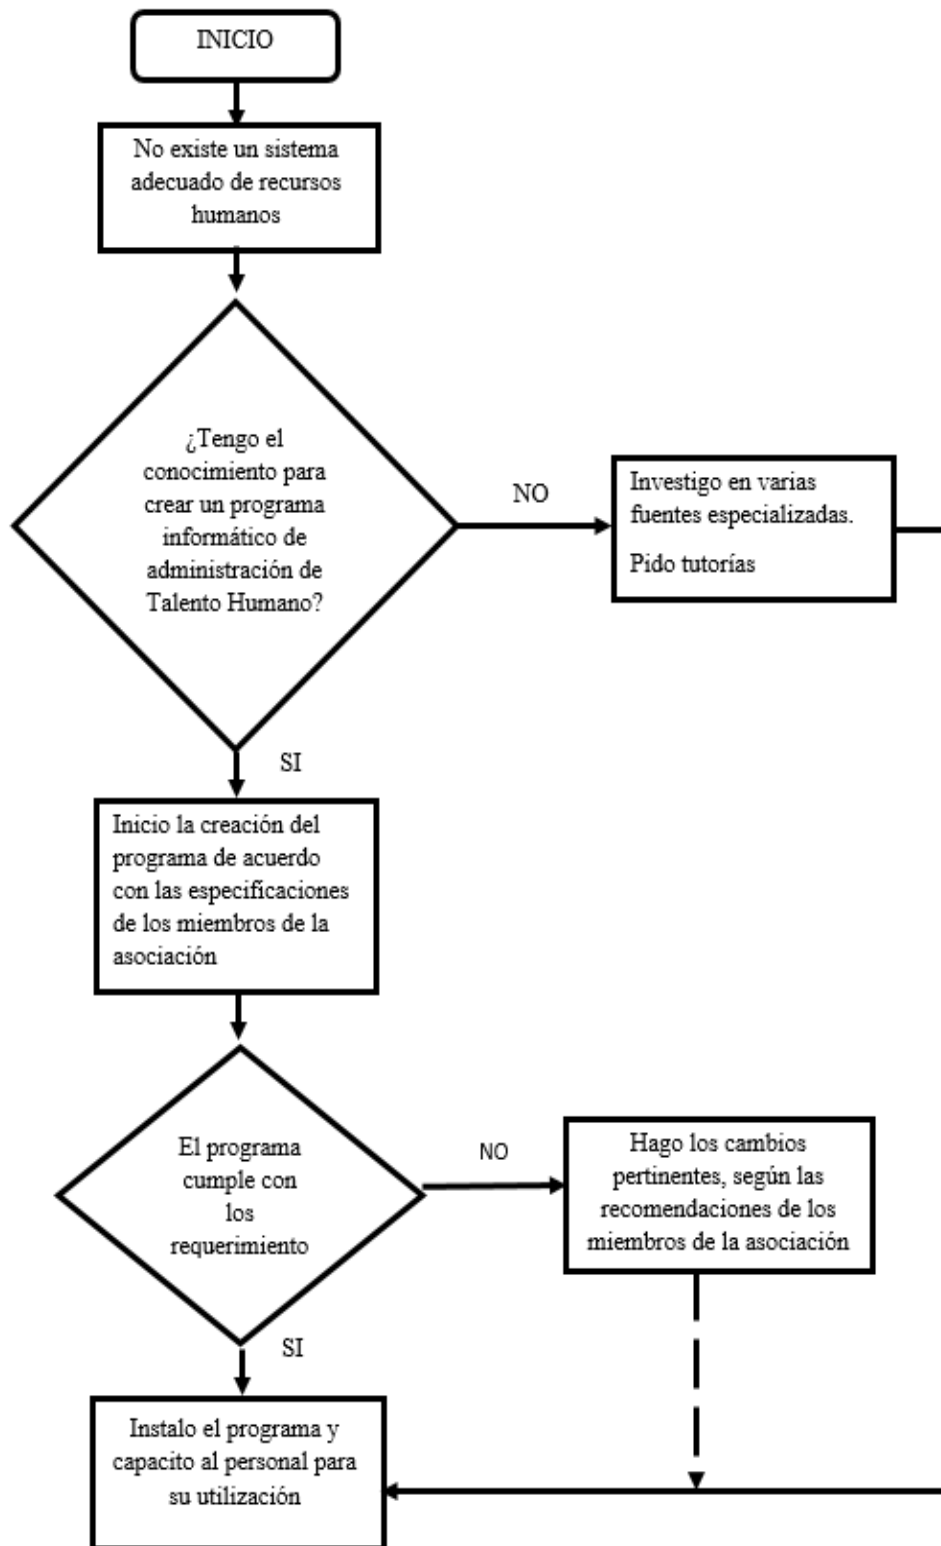 INICIO
No existe un sistema
adecuado de recursos
humanos
¿Tengo el
conocimiento para
crear un programa
informático de
administración de
Talento Humano?
NO
Investigo en varias
fuentes especializadas.
Pido tutorías
SI
Inicio la creación del
programa de acuerdo
con las especificaciones
de los miembros de la
asociación
El programa
cumple con
los
requerimiento
NO
Hago los cambios
pertinentes, según las
recomendaciones de los
miembros de la asociación
SI
Instalo el programa y
capacito al personal para
su utilización